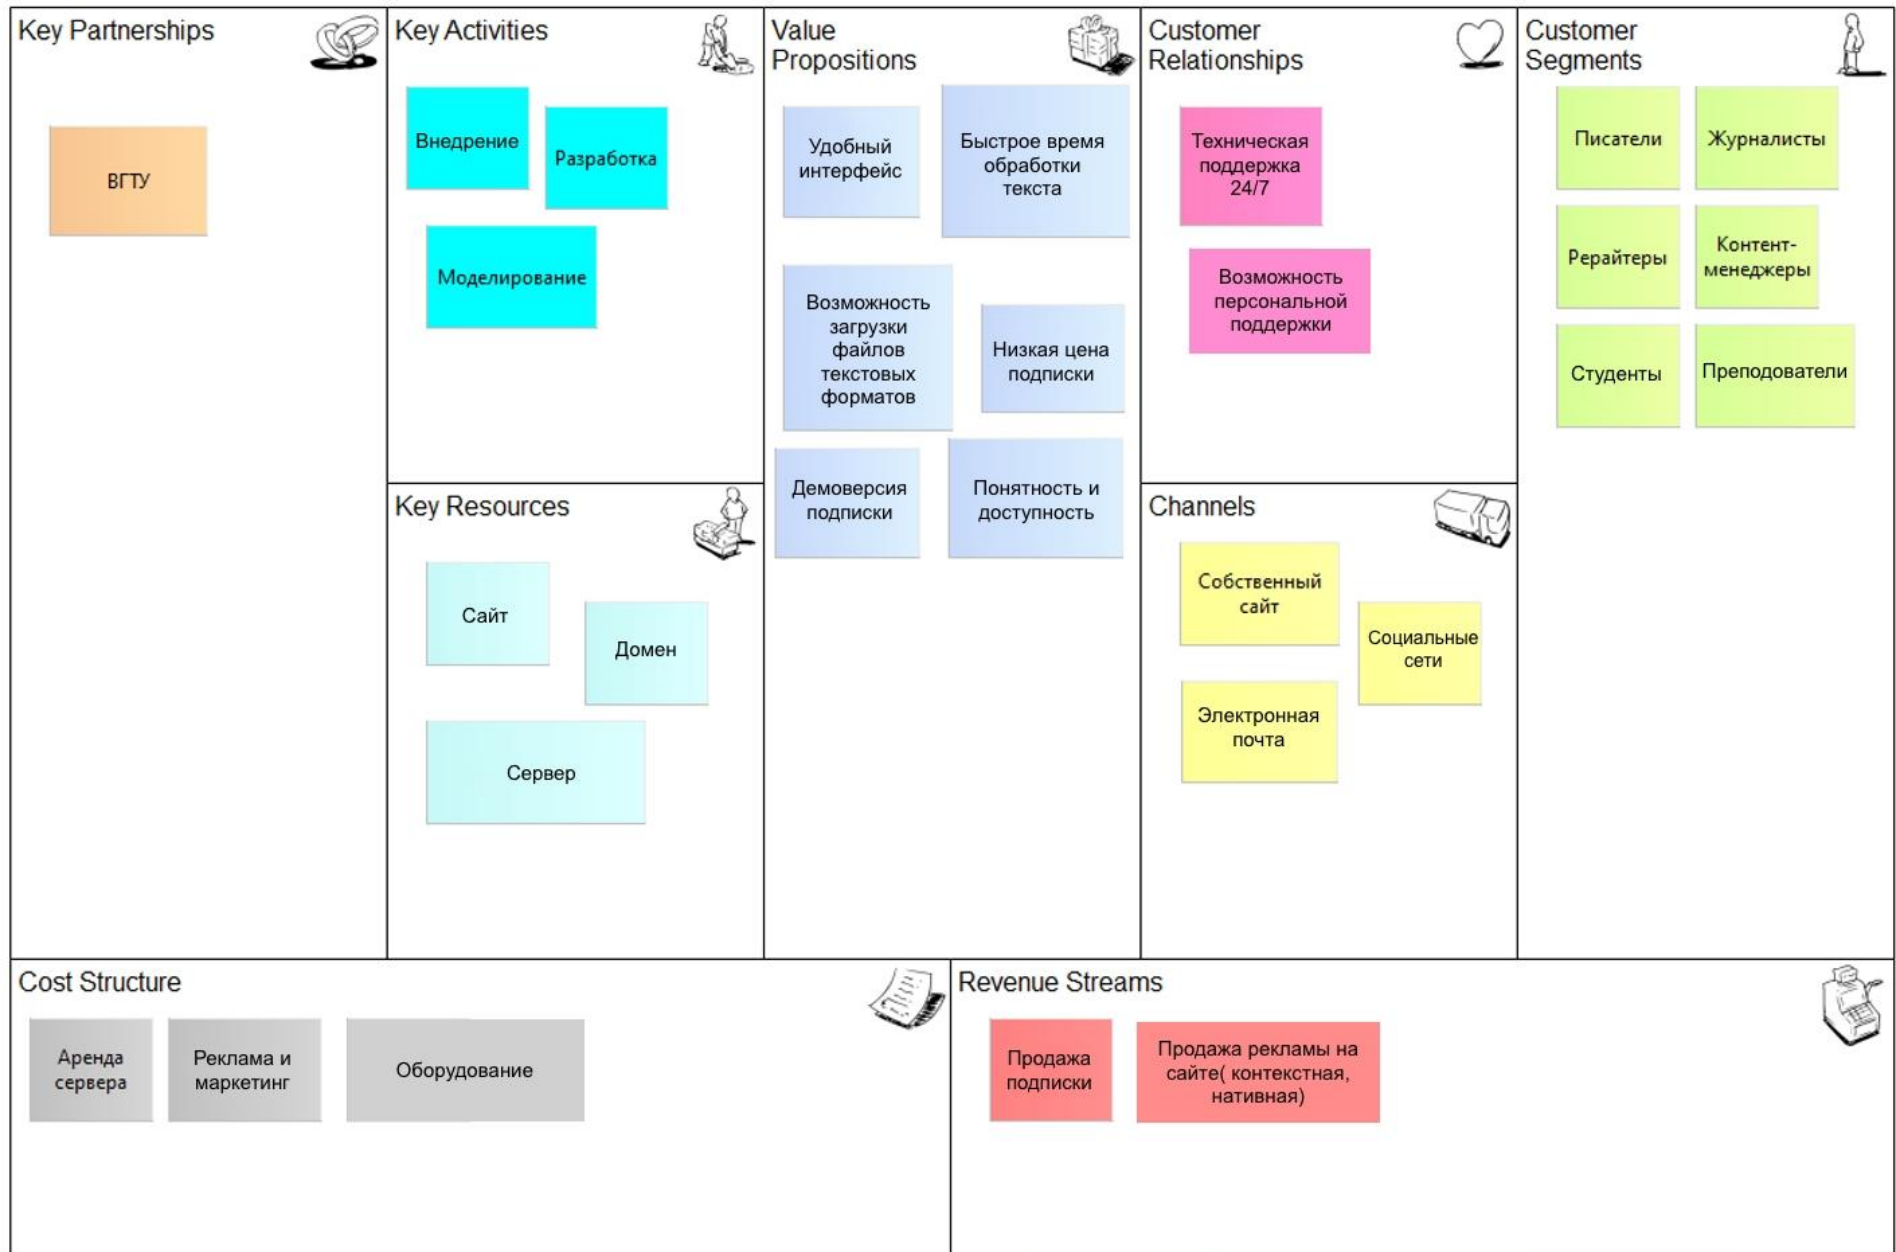 Key Partnerships
ВГТУ
Key Activities
Внедрение
Разработка
Моделирование
Key Resources
Сайт
Домен
Сервер
Value
Propositions
Удобный
интерфейс
Быстрое время
обработки
текста
Возможность
загрузки
файлов
текстовых
форматов
Низкая цена
подписки
Демоверсия
подписки
Понятность и
доступность
Customer
Relationships
Техническая
поддержка
24/7
Возможность
персональной
поддержки
Channels
Собственный
сайт
Социальные
сети
Электронная
почта
Customer
Segments
Писатели
Журналисты
Рерайтеры
Контент-
менеджеры
Студенты
Преподователи
Cost Structure
Аренда
сервера
Реклама и
маркетинг
Оборудование
Revenue Streams
Продажа
подписки
Продажа рекламы на
сайте( контекстная,
нативная)